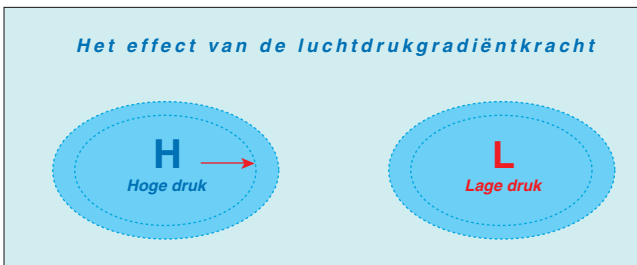 Het effect van de luchtdrukgradiëntkracht
H
Hoge druk
L
Lage druk